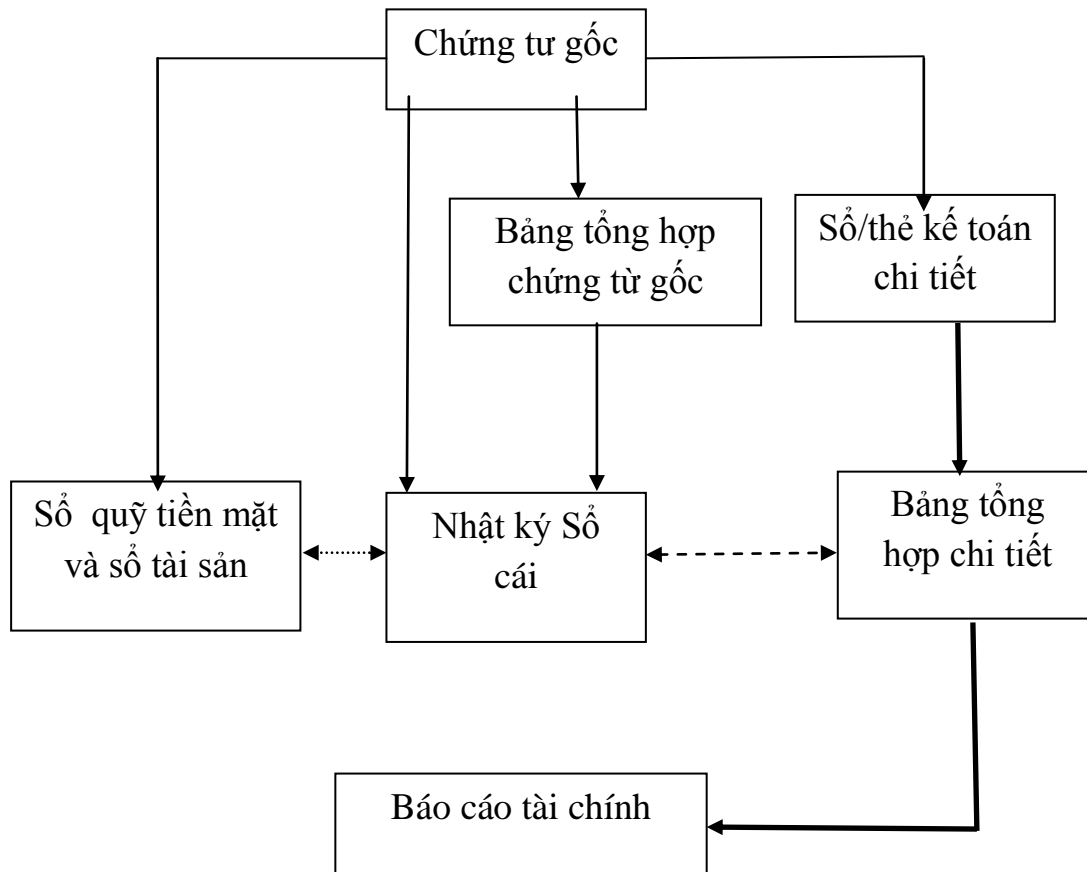 Chứng tư gốc
Bảng tổng hợp
chứng từ gốc
Sổ/thẻ kế toán
chi tiết
Sổ quỹ tiền mặt
và sổ tài sản
Nhật ký Sổ
cái
Bảng tổng
hợp chi tiết
Báo cáo tài chính